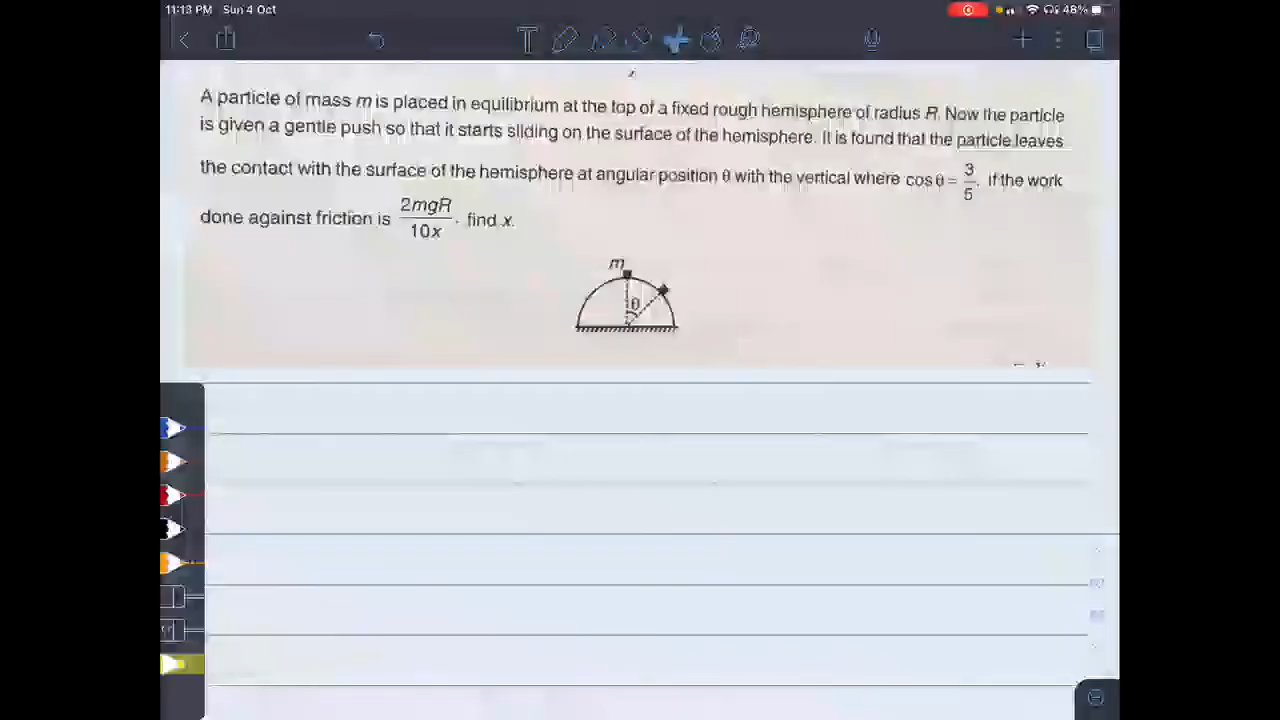 11:13 PM Sun 4 Oct
48%
A particle of mass m is placed in equilibrium at the top of a fixed rough hemisphere of radius R. Now the particle
is given a gentle push so that it starts sliding on the surface of the hemisphere. It is found that the particle leaves
the contact with the surface of the hemisphere at angular position θ with the vertical where cos θ = 3/5. If the work
done against friction is 2mgR/10x. find x.
m
θ